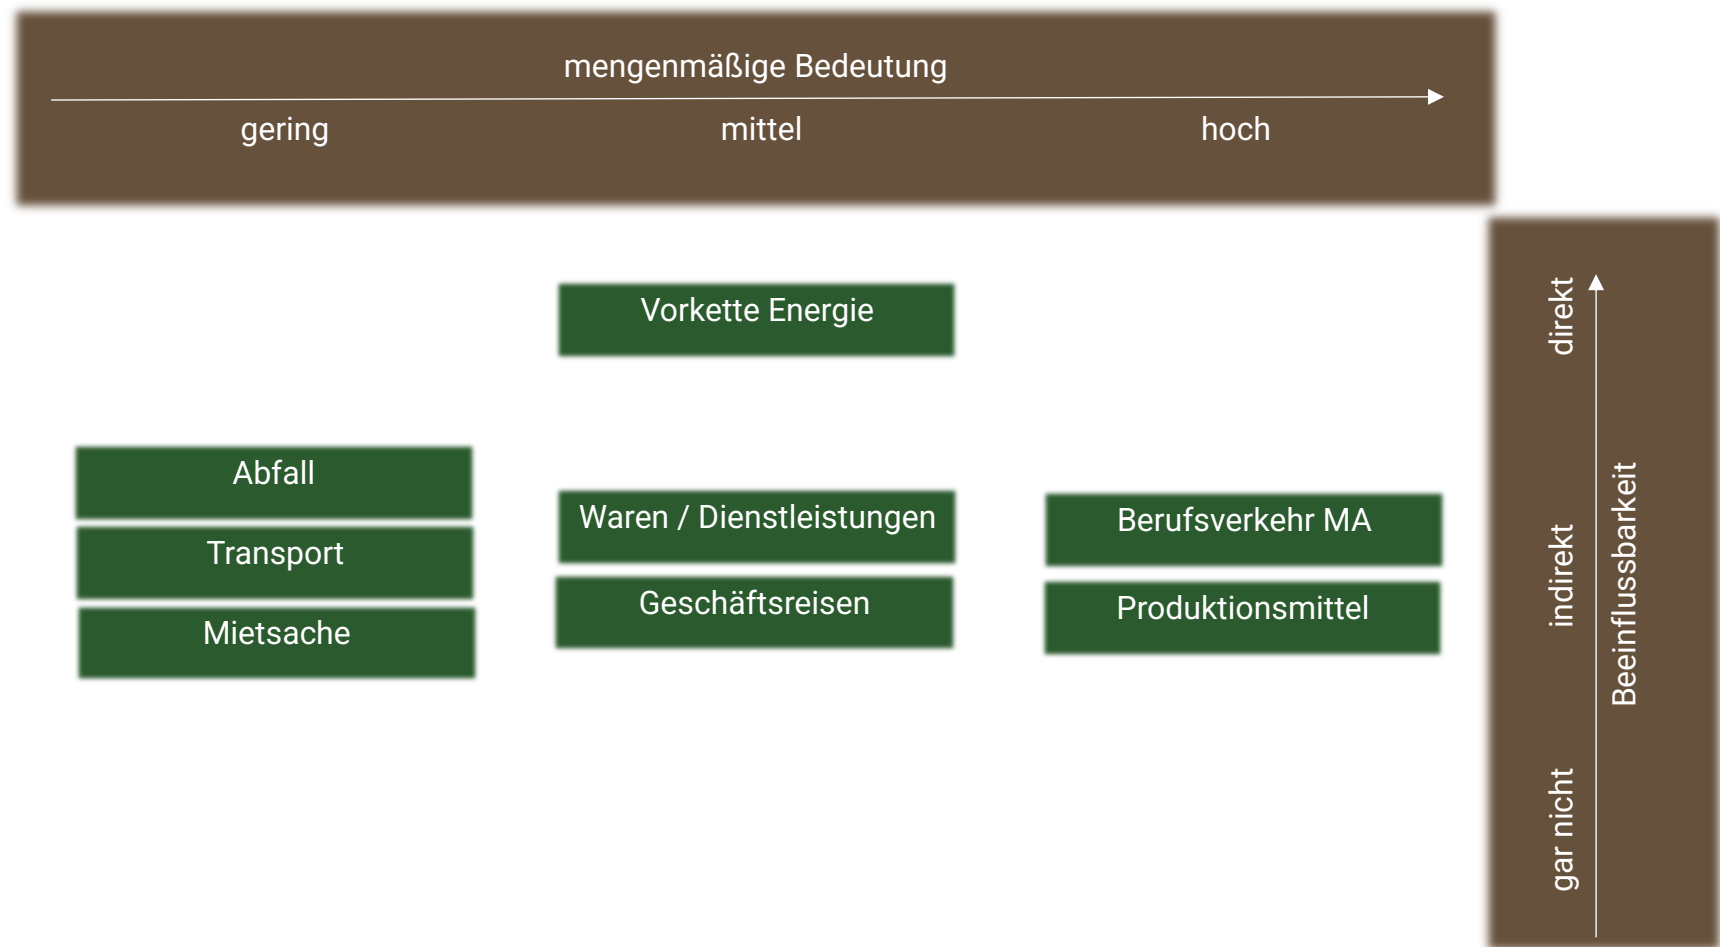 mengenmäßige Bedeutung
gering
mittel
hoch
Vorkette Energie
Abfall
Transport
Mietsache
Waren / Dienstleistungen
Geschäftsreisen
Berufsverkehr MA
Produktionsmittel
direkt
indirekt
gar nicht
Beeinflussbarkeit